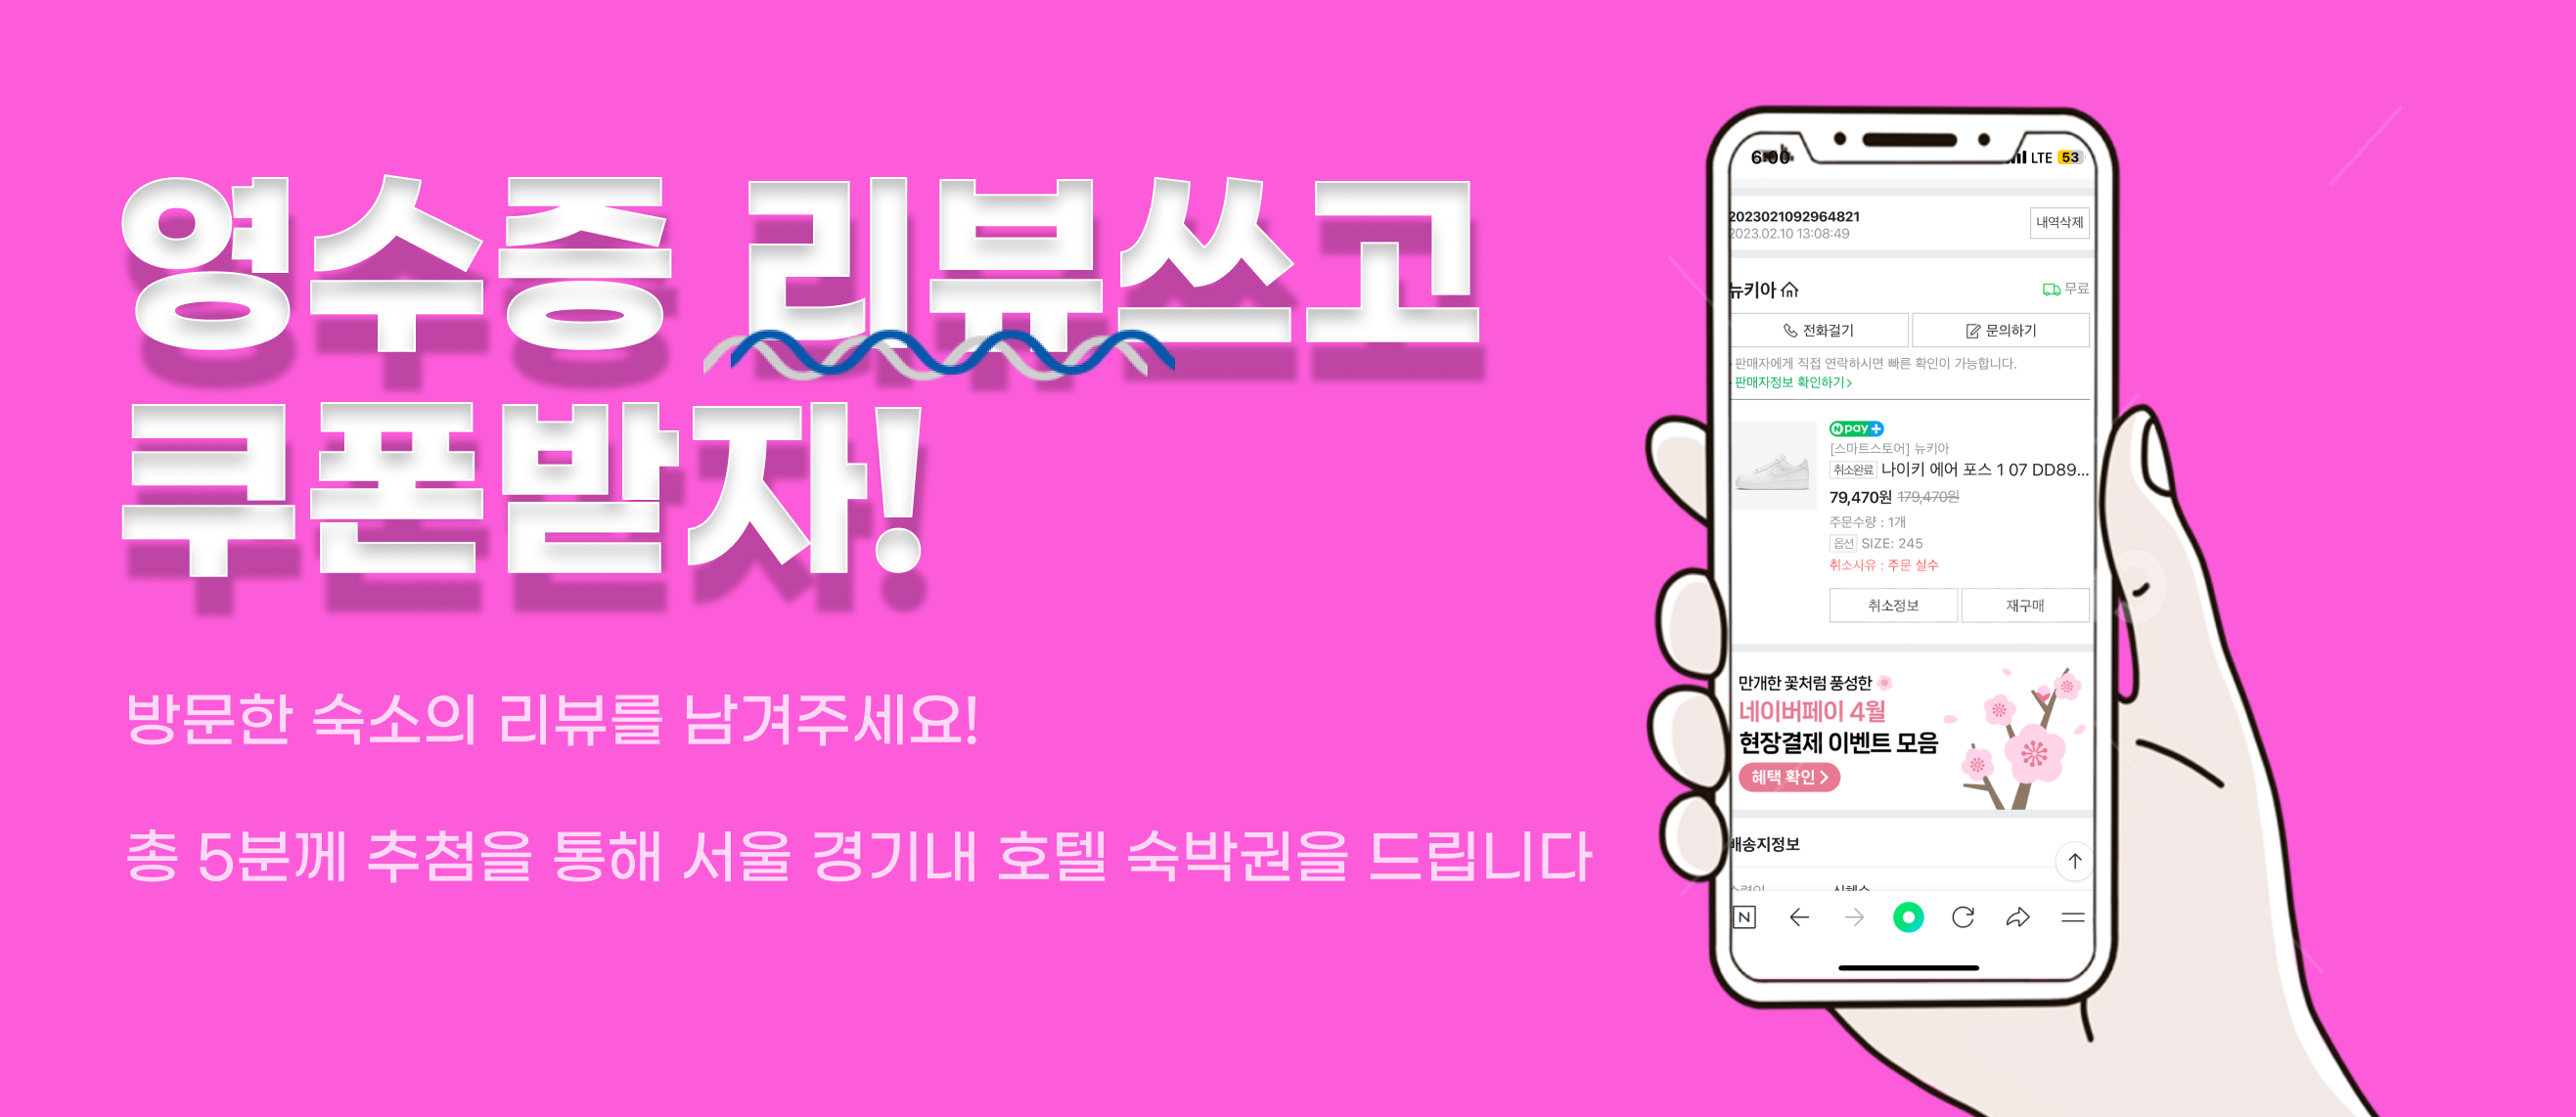 영수증 리뷰쓰고
쿠폰받자!
방문한 숙소의 리뷰를 남겨주세요!
총 5분께 추첨을 통해 서울 경기내 호텔 숙박권을 드립니다
6:00 LTE 53
2023021092964821
2023.02.10 13:08:49
내역삭제
뉴키아
무료
전화걸기
문의하기
판매자에게 직접 연락하시면 빠른 확인이 가능합니다.
판매자정보 확인하기 >
N pay +
[스마트스토어] 뉴키아
취소완료 나이키 에어 포스 1 07 DD89...
79,470원 179,470원
주문수량 : 1개
옵션 SIZE: 245
취소사유 : 주문 실수
취소정보
재구매
만개한 꽃처럼 풍성한
네이버페이 4월
현장결제 이벤트 모음
혜택 확인 >
배송지정보
N